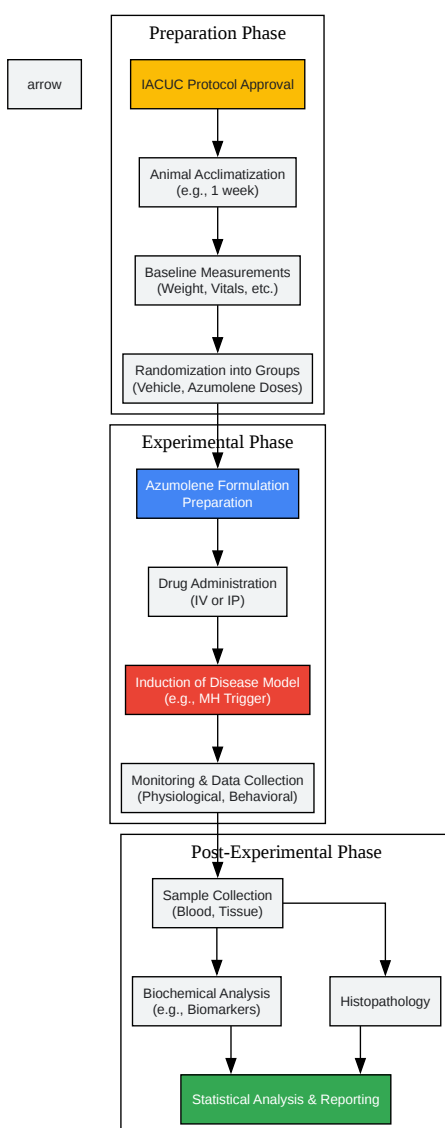 Preparation Phase
arrow
IACUC Protocol Approval
Animal Acclimatization
(e.g., 1 week)
Baseline Measurements
(Weight, Vitals, etc.)
Randomization into Groups
(Vehicle, Azumolene Doses)
Experimental Phase
Azumolene Formulation
Preparation
Drug Administration
(IV or IP)
Induction of Disease Model
(e.g., MH Trigger)
Monitoring & Data Collection
(Physiological, Behavioral)
Post-Experimental Phase
Sample Collection
(Blood, Tissue)
Biochemical Analysis
(e.g., Biomarkers)
Histopathology
Statistical Analysis & Reporting